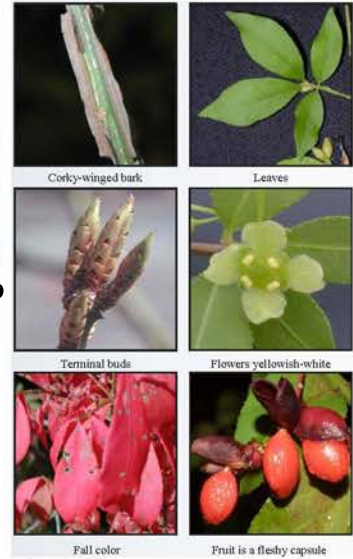 Corky-winged bark
Leaves
Terminal buds
Flowers yellowish-white
Fall color
Fruit is a fleshy capsule